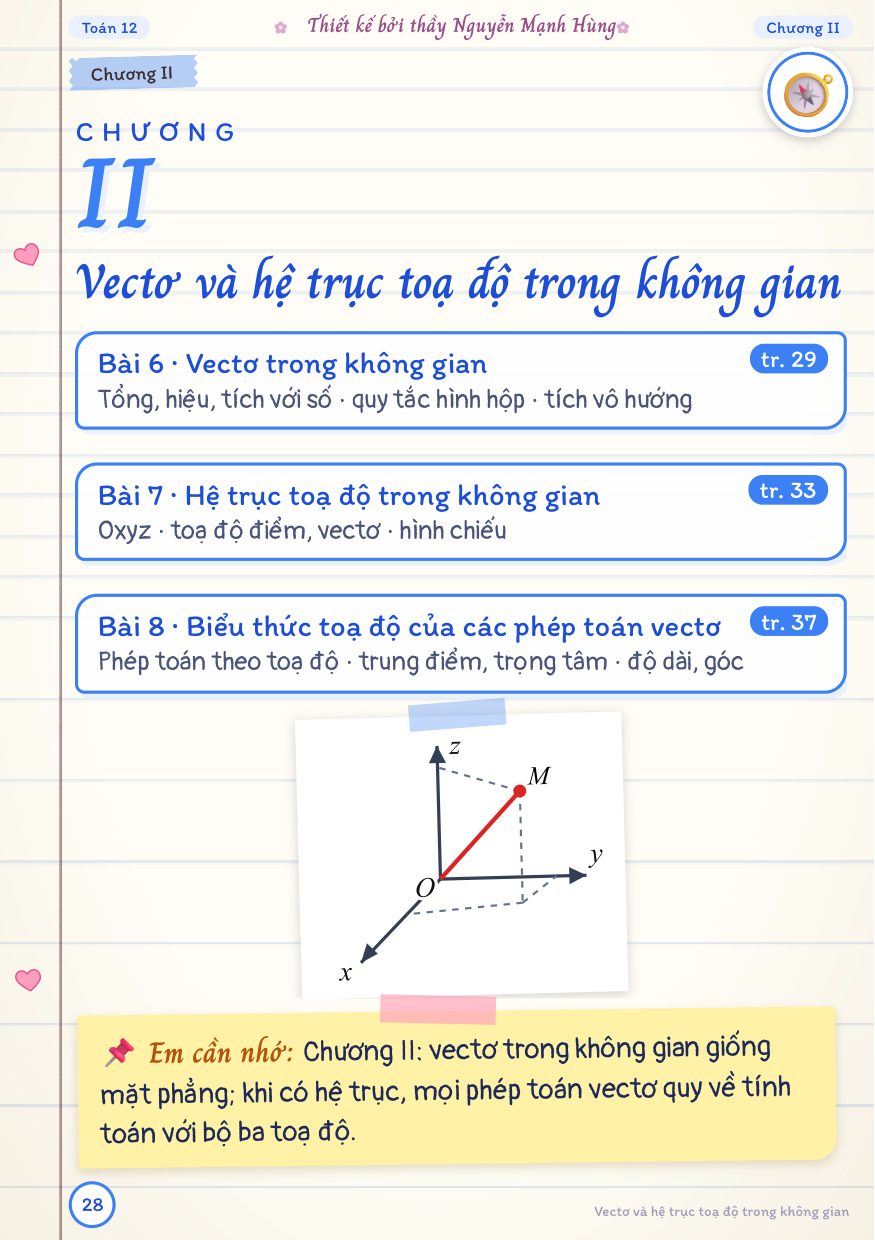 Toán 12
Thiết kế bởi thầy Nguyễn Mạnh Hùng
Chương II
Chương II
CHƯƠNG
II
Vectơ và hệ trục toạ độ trong không gian
Bài 6 · Vectơ trong không gian
tr. 29
Tổng, hiệu, tích với số · quy tắc hình hộp · tích vô hướng
Bài 7 · Hệ trục toạ độ trong không gian
tr. 33
Oxyz · toạ độ điểm, vectơ · hình chiếu
Bài 8 · Biểu thức toạ độ của các phép toán vectơ
tr. 37
Phép toán theo toạ độ · trung điểm, trọng tâm · độ dài, góc
z
M
y
O
x
Em cần nhớ: Chương II: vectơ trong không gian giống
mặt phẳng; khi có hệ trục, mọi phép toán vectơ quy về tính
toán với bộ ba toạ độ.
28
Vectơ và hệ trục toạ độ trong không gian